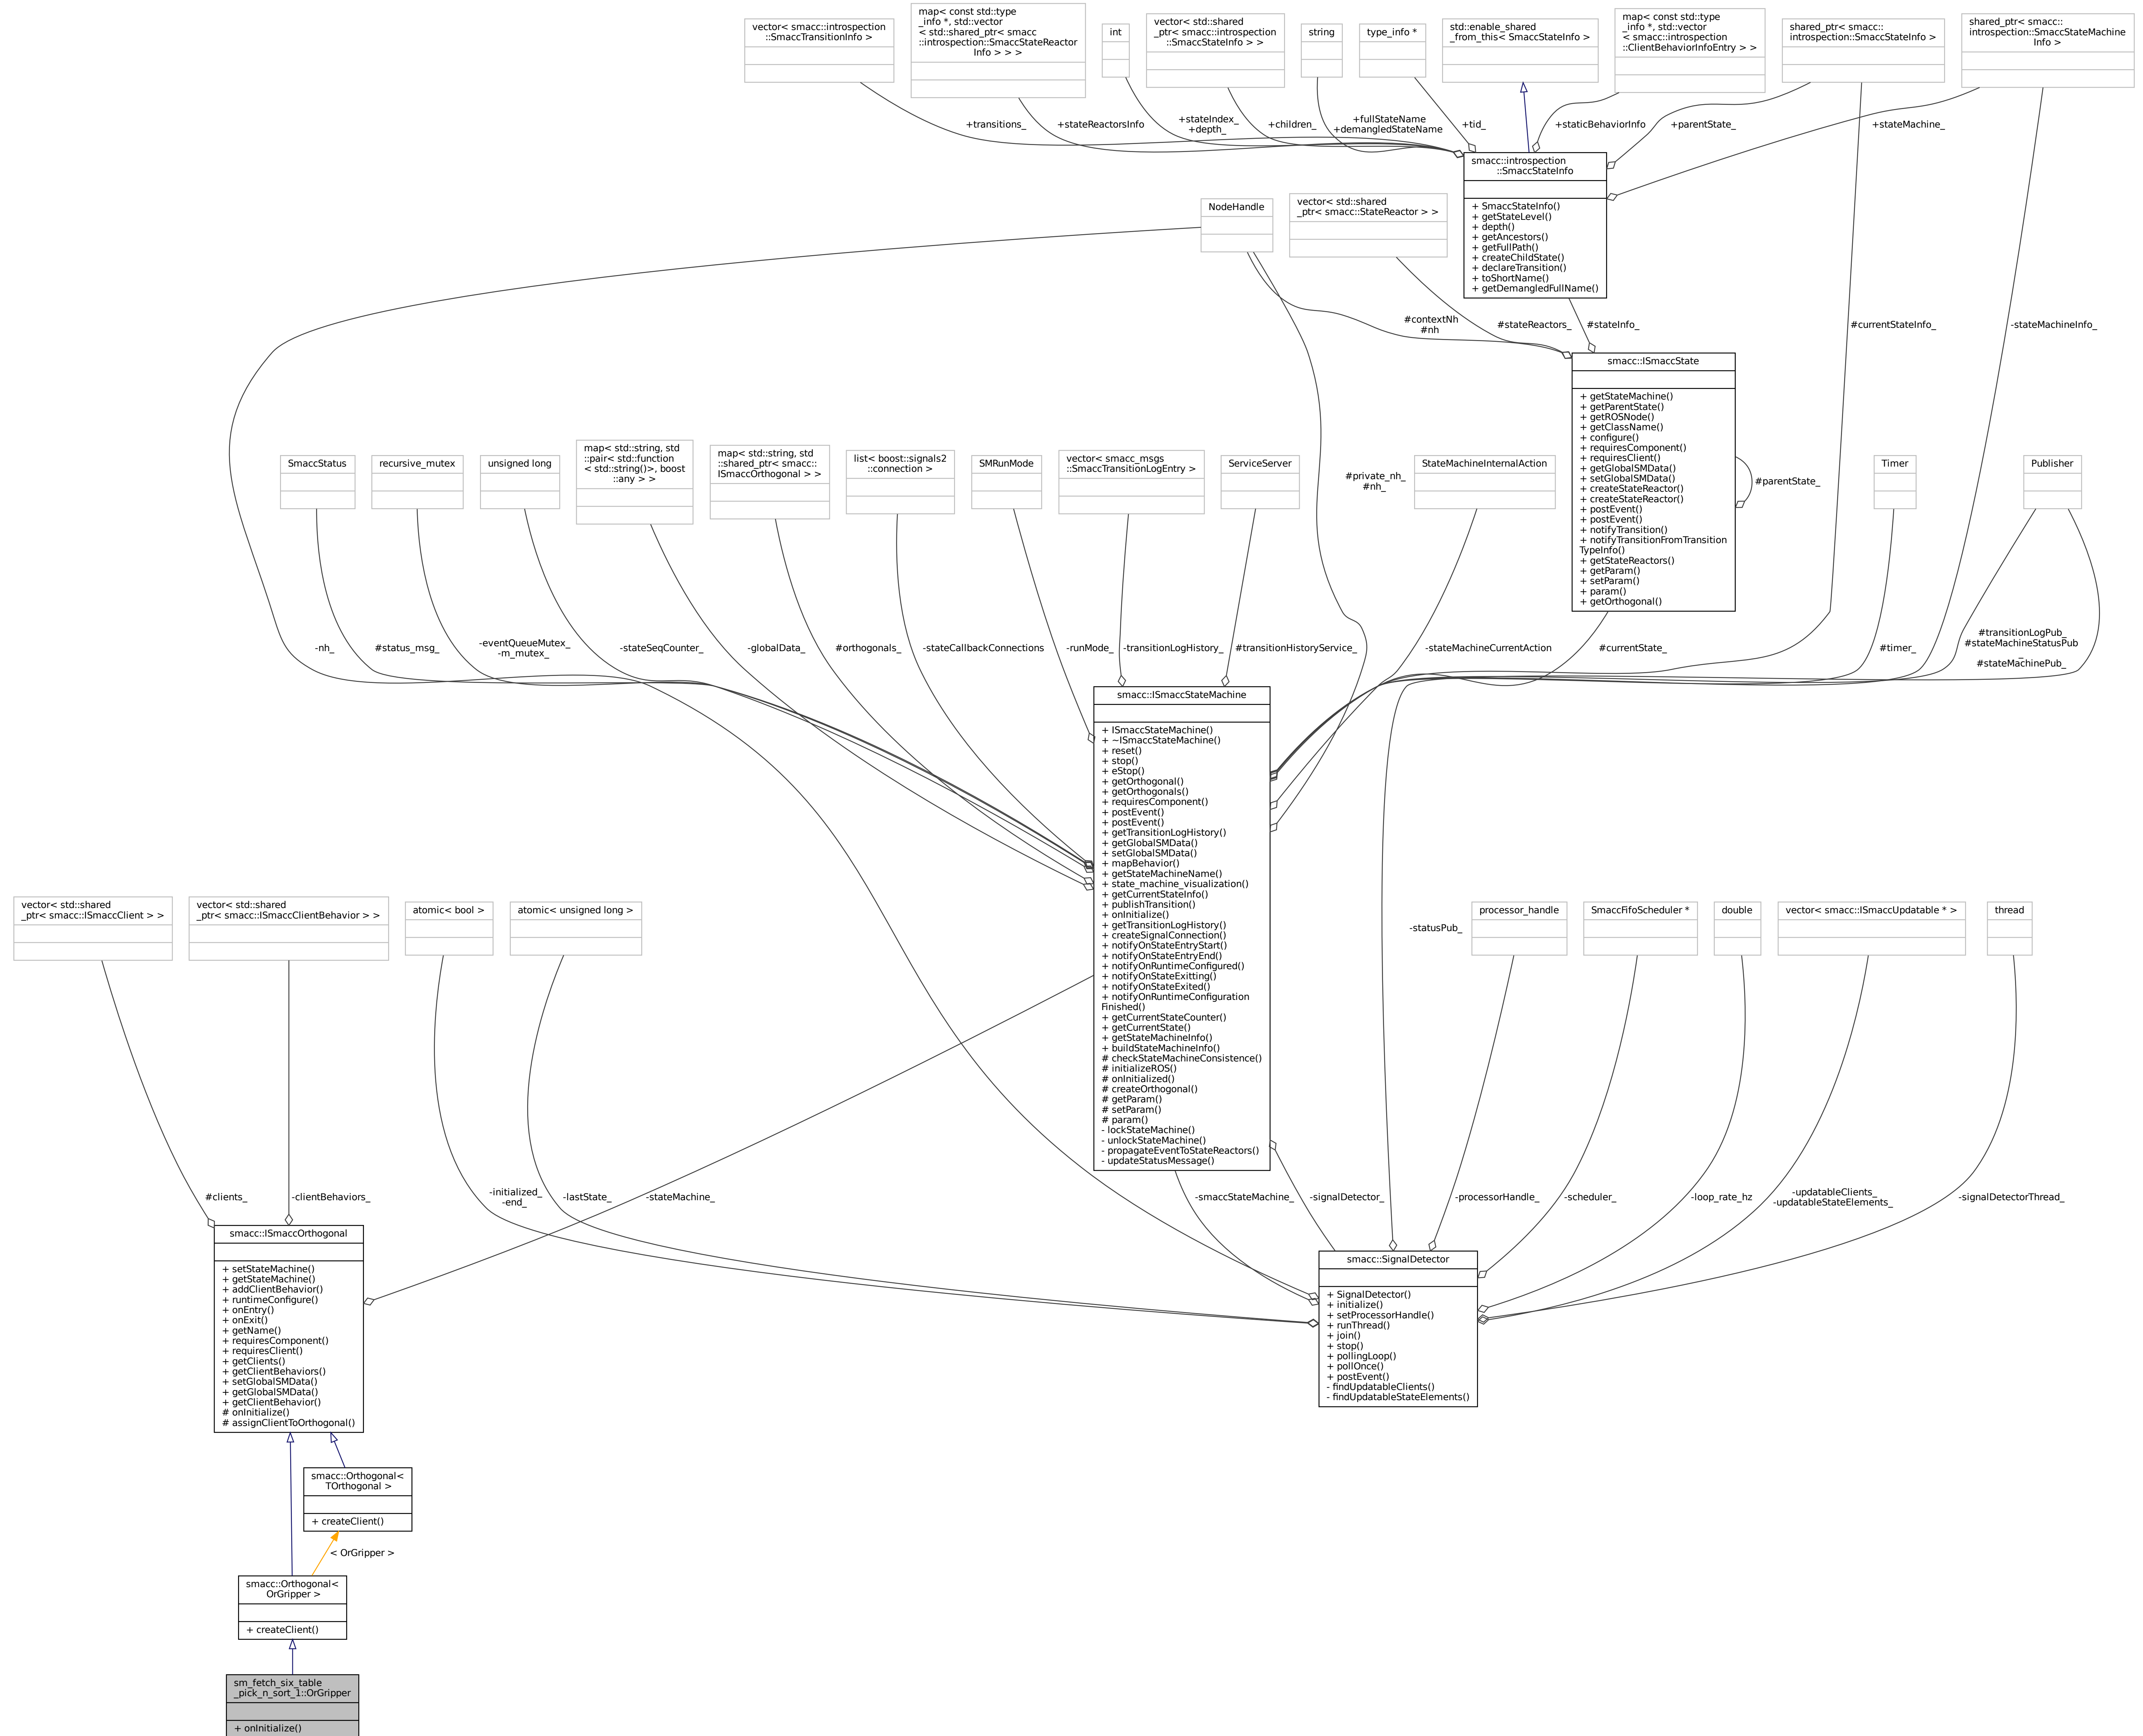 vector< smacc::introspection
::SmaccTransitionInfo >
map< const std::type
_info *, std::vector
< std::shared_ptr< smacc
::introspection::SmaccStateReactor
Info > > >
int
vector< std::shared
_ptr< smacc::introspection
::SmaccStateInfo > >
string
type_info *
std::enable_shared
_from_this< SmaccStateInfo >
map< const std::type
_info *, std::vector
< smacc::introspection
::ClientBehaviorInfoEntry > >
shared_ptr< smacc::
introspection::SmaccStateInfo >
shared_ptr< smacc::
introspection::SmaccStateMachine
Info >
+transitions_
+stateReactorsInfo
+stateIndex_
+depth_
+children_
+fullStateName
+demangledStateName
+tid_
+staticBehaviorInfo
+parentState_
+stateMachine_
smacc::introspection
::SmaccStateInfo
+ SmaccStateInfo()
+ getStateLevel()
+ depth()
+ getAncestors()
+ getFullPath()
+ createChildState()
+ declareTransition()
+ toShortName()
+ getDemangledFullName()
NodeHandle
vector< std::shared
_ptr< smacc::StateReactor > >
#contextNh
#nh
#stateReactors_
#stateInfo_
#currentStateInfo_
-stateMachineInfo_
smacc::ISmaccState
+ getStateMachine()
+ getParentState()
+ getROSNode()
+ getClassName()
+ configure()
+ requiresComponent()
+ requiresClient()
+ getGlobalSMData()
+ setGlobalSMData()
+ createStateReactor()
+ createStateReactor()
+ postEvent()
+ postEvent()
+ notifyTransition()
+ notifyTransitionFromTransition
TypeInfo()
+ getStateReactors()
+ getParam()
+ setParam()
+ param()
+ getOrthogonal()
#parentState_
SmaccStatus
recursive_mutex
unsigned long
map< std::string, std
::pair< std::function
< std::string()>, boost
::any > >
map< std::string, std
::shared_ptr< smacc::
ISmaccOrthogonal > >
list< boost::signals2
::connection >
SMRunMode
vector< smacc_msgs
::SmaccTransitionLogEntry >
ServiceServer
#private_nh_
#nh_
StateMachineInternalAction
Timer
Publisher
-nh_
#status_msg_
-eventQueueMutex_
-m_mutex_
-stateSeqCounter_
-globalData_
#orthogonals_
-stateCallbackConnections
-runMode_
-transitionLogHistory_
#transitionHistoryService_
-stateMachineCurrentAction
#currentState_
#timer_
#transitionLogPub_
#stateMachineStatusPub
_
#stateMachinePub_
smacc::ISmaccStateMachine
+ ISmaccStateMachine()
+ ~ISmaccStateMachine()
+ reset()
+ stop()
+ eStop()
+ getOrthogonal()
+ getOrthogonals()
+ requiresComponent()
+ postEvent()
+ postEvent()
+ getTransitionLogHistory()
+ getGlobalSMData()
+ setGlobalSMData()
+ mapBehavior()
+ getStateMachineName()
+ state_machine_visualization()
+ getCurrentStateInfo()
+ publishTransition()
+ onInitialize()
+ getTransitionLogHistory()
+ createSignalConnection()
+ notifyOnStateEntryStart()
+ notifyOnStateEntryEnd()
+ notifyOnRuntimeConfigured()
+ notifyOnStateExitting()
+ notifyOnStateExited()
+ notifyOnRuntimeConfiguration
Finished()
+ getCurrentStateCounter()
+ getCurrentState()
+ getStateMachineInfo()
+ buildStateMachineInfo()
# checkStateMachineConsistence()
# initializeROS()
# onInitialized()
# createOrthogonal()
# getParam()
# setParam()
# param()
- lockStateMachine()
- unlockStateMachine()
- propagateEventToStateReactors()
- updateStatusMessage()
vector< std::shared
_ptr< smacc::ISmaccClient > >
vector< std::shared
_ptr< smacc::ISmaccClientBehavior > >
atomic< bool >
atomic< unsigned long >
-statusPub_
processor_handle
SmaccFifoScheduler *
double
vector< smacc::ISmaccUpdatable * >
thread
#clients_
-clientBehaviors_
-stateMachine_
-initialized_
-end_
-lastState_
-smaccStateMachine_
-signalDetector_
-processorHandle_
-scheduler_
-loop_rate_hz
-updatableClients_
-updatableStateElements_
-signalDetectorThread_
smacc::ISmaccOrthogonal
+ setStateMachine()
+ getStateMachine()
+ addClientBehavior()
+ runtimeConfigure()
+ onEntry()
+ onExit()
+ getName()
+ requiresComponent()
+ requiresClient()
+ getClients()
+ getClientBehaviors()
+ setGlobalSMData()
+ getGlobalSMData()
+ getClientBehavior()
# onInitialize()
# assignClientToOrthogonal()
smacc::SignalDetector
+ SignalDetector()
+ initialize()
+ setProcessorHandle()
+ runThread()
+ join()
+ stop()
+ pollingLoop()
+ pollOnce()
+ postEvent()
- findUpdatableClients()
- findUpdatableStateElements()
smacc::Orthogonal<
TOrthogonal >
+ createClient()
< OrGripper >
smacc::Orthogonal<
OrGripper >
+ createClient()
sm_fetch_six_table
_pick_n_sort_1::OrGripper
+ onInitialize()